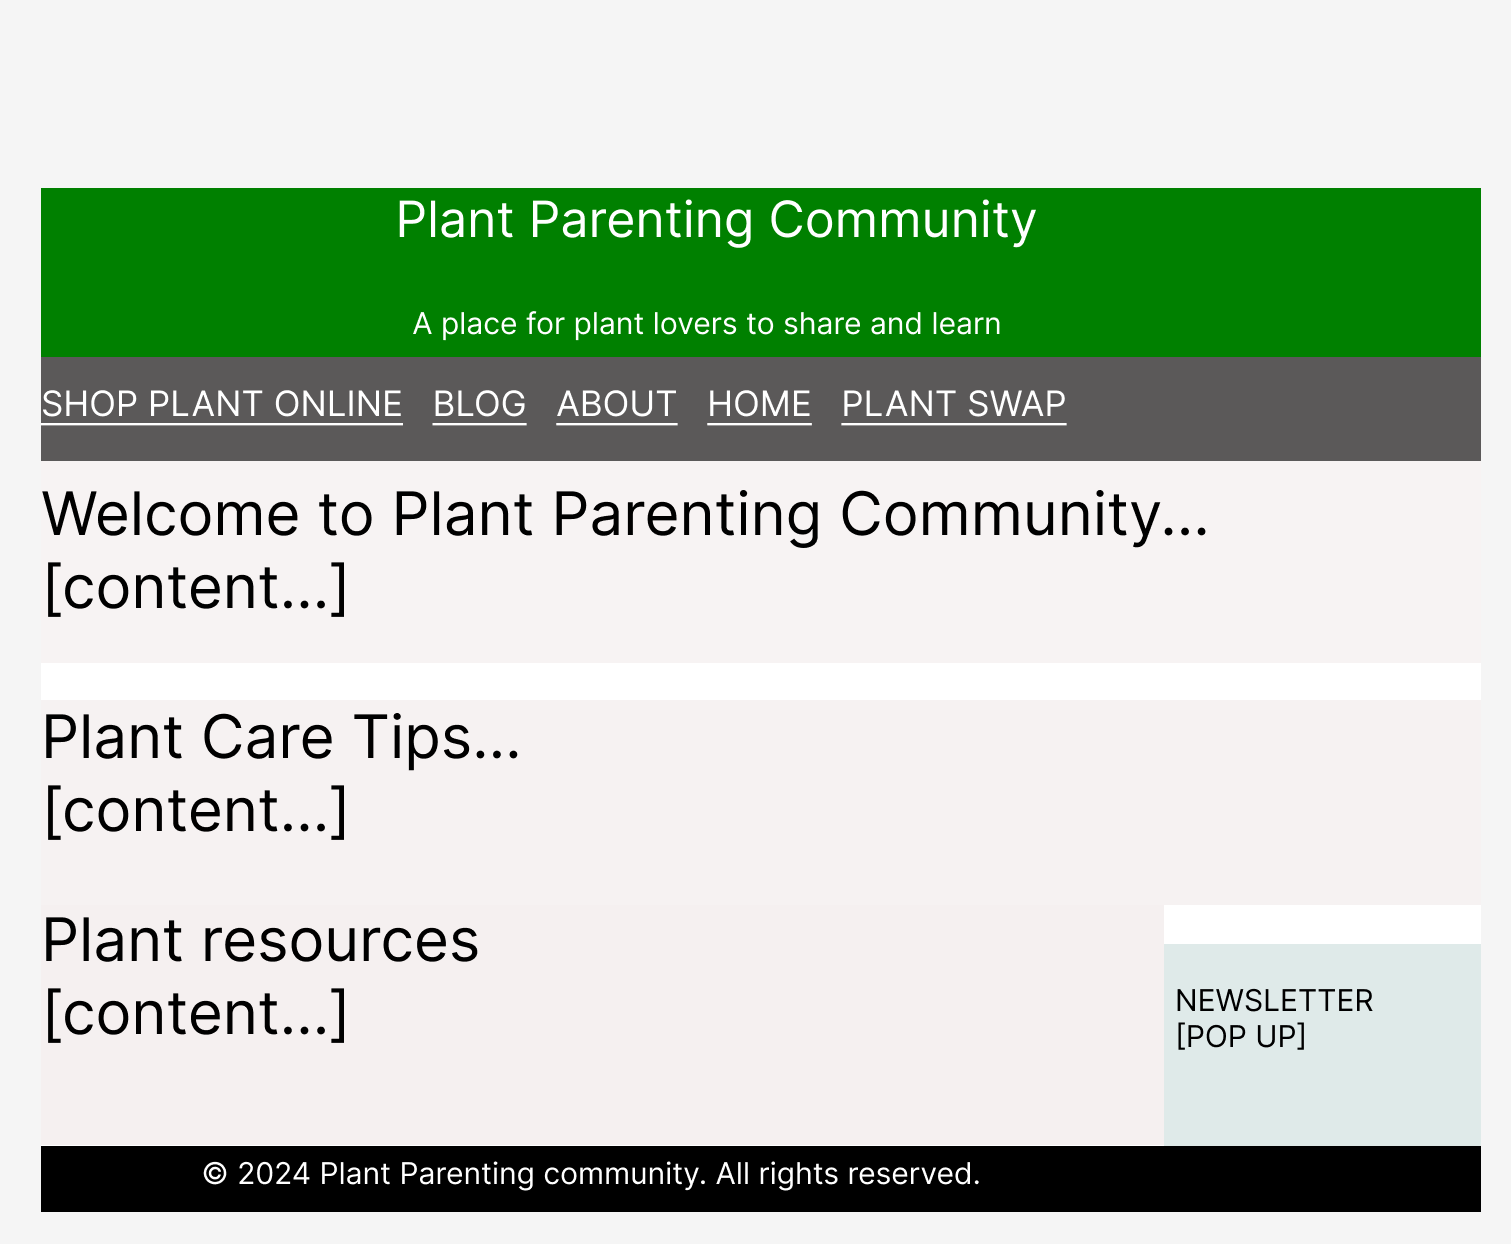 Plant Parenting Community
A place for plant lovers to share and learn
SHOP PLANT ONLINE BLOG ABOUT HOME PLANT SWAP
Welcome to Plant Parenting Community...
[content...]
Plant Care Tips...
[content...]
Plant resources
[content...]
NEWSLETTER
[POP UP]
© 2024 Plant Parenting community. All rights reserved.